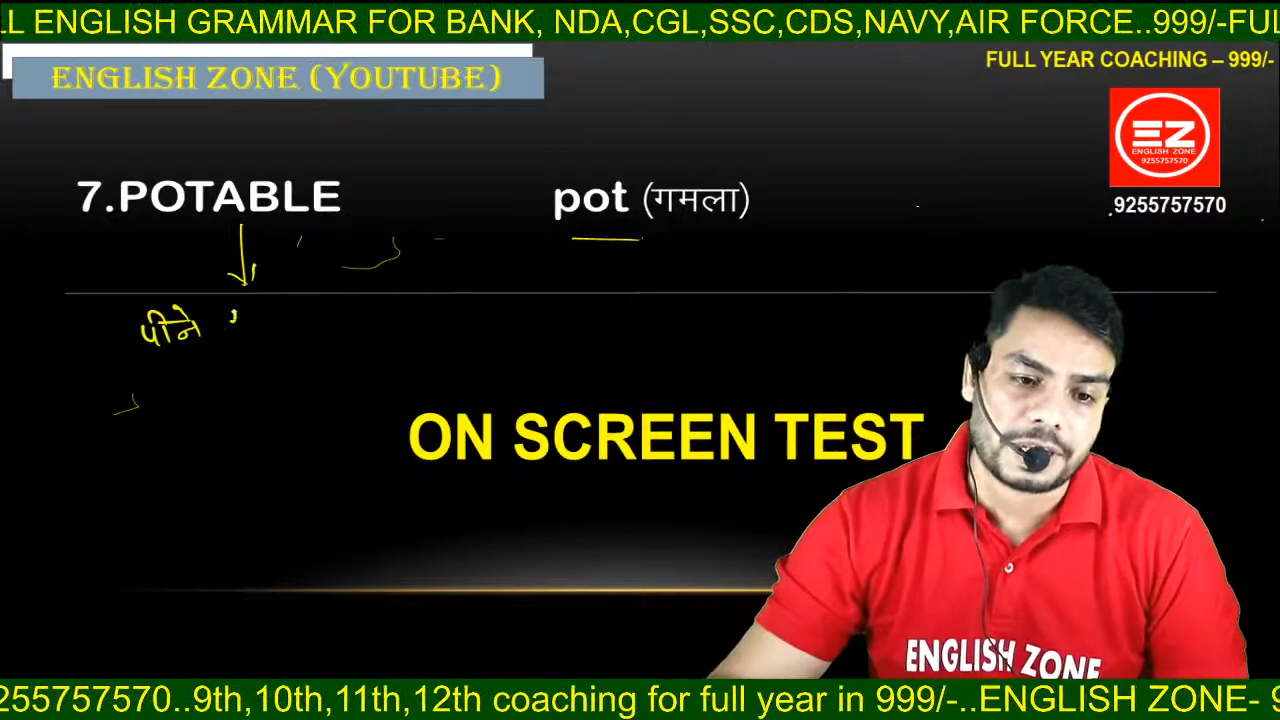 LL ENGLISH GRAMMAR FOR BANK, NDA,CGL,SSC,CDS,NAVY,AIR FORCE..999/-FUL
ENGLISH ZONE (YOUTUBE)
FULL YEAR COACHING – 999/-
EZ
ENGLISH ZONE
9255757570
9255757570
7.POTABLE
pot (गमला)
पीने
ON SCREEN TEST
ENGLISH ZONE
255757570..9th,10th,11th,12th coaching for full year in 999/-..ENGLISH ZONE- 9